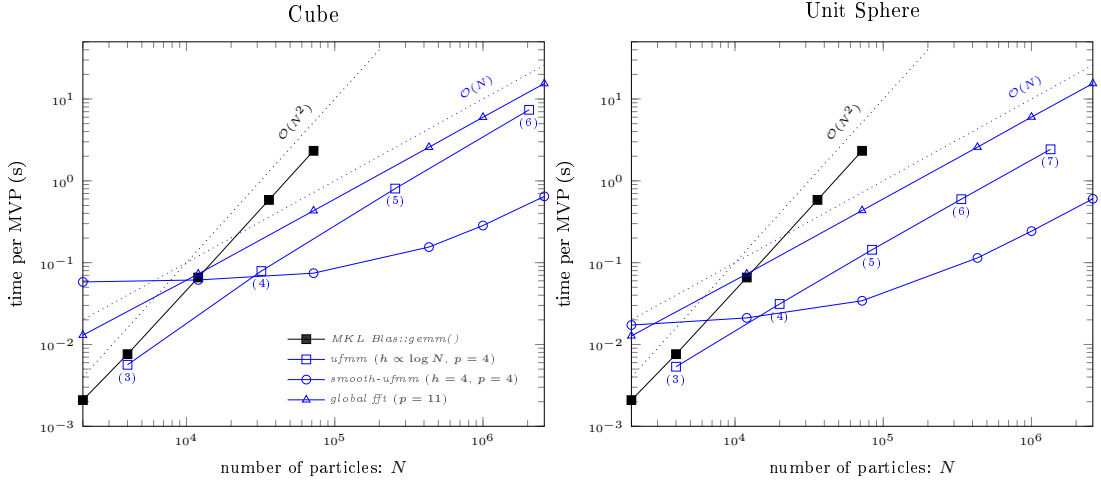 Cube
10^1
10^0
10^−1
10^−2
10^−3
time per MVP (s)
O(N^2)
O(N)
(3)
(4)
(5)
(6)
MKL Blas::gemm()
ufmm (h ∝ log N, p = 4)
smooth-ufmm (h = 4, p = 4)
global fft (p = 11)
10^4
10^5
10^6
number of particles: N
Unit Sphere
10^1
10^0
10^−1
10^−2
10^−3
time per MVP (s)
O(N^2)
O(N)
(3)
(4)
(5)
(6)
(7)
10^4
10^5
10^6
number of particles: N